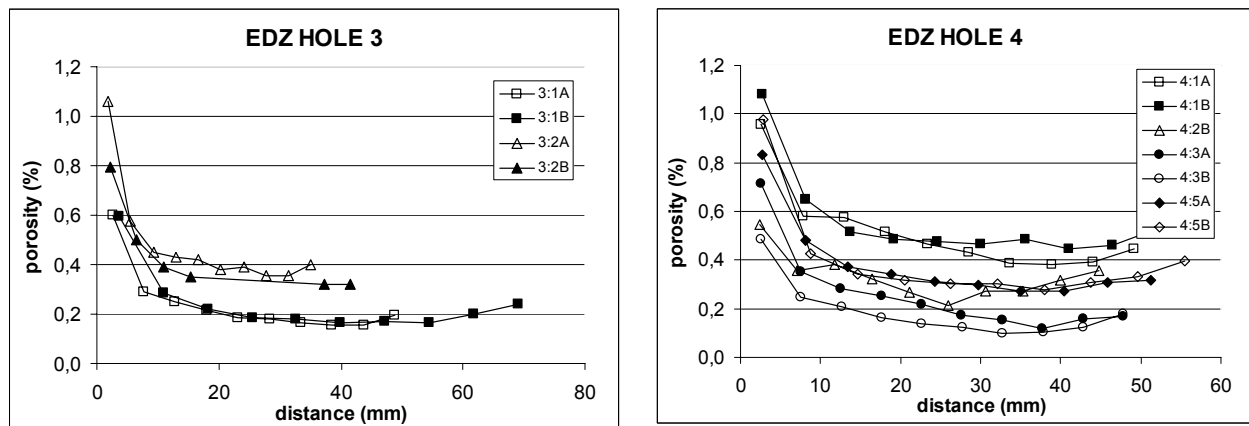 EDZ HOLE 3
1,2
1,0
0,8
0,6
0,4
0,2
0,0
porosity (%)
0 20 40 60 80
distance (mm)
3:1A
3:1B
3:2A
3:2B
EDZ HOLE 4
1,2
1,0
0,8
0,6
0,4
0,2
0,0
porosity (%)
0 10 20 30 40 50 60
distance (mm)
4:1A
4:1B
4:2B
4:3A
4:3B
4:5A
4:5B